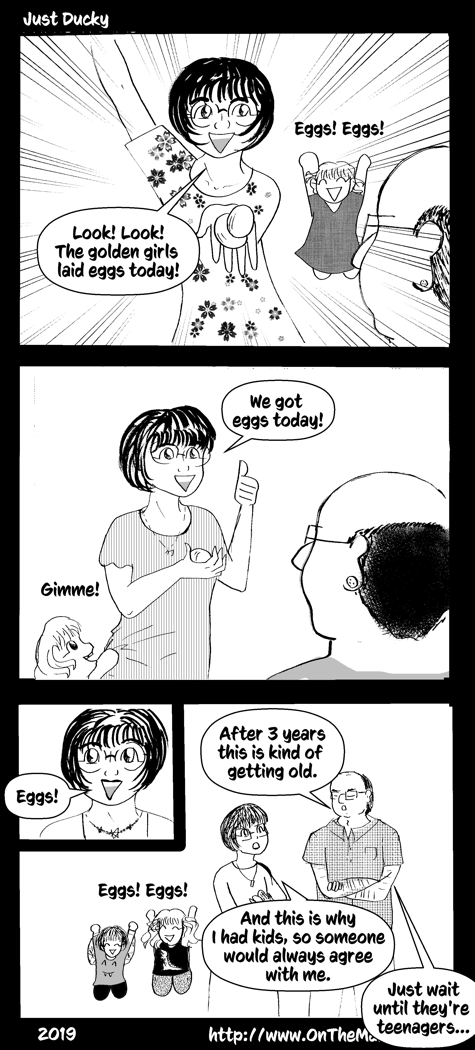 Just Ducky
Eggs! Eggs!
Look! Look!
The golden girls
laid eggs today!
We got
eggs today!
Gimme!
Eggs!
After 3 years
this is kind of
getting old.
Eggs! Eggs!
And this is why
I had kids, so someone
would always agree
with me.
Just wait
until they're
teenagers...
2019